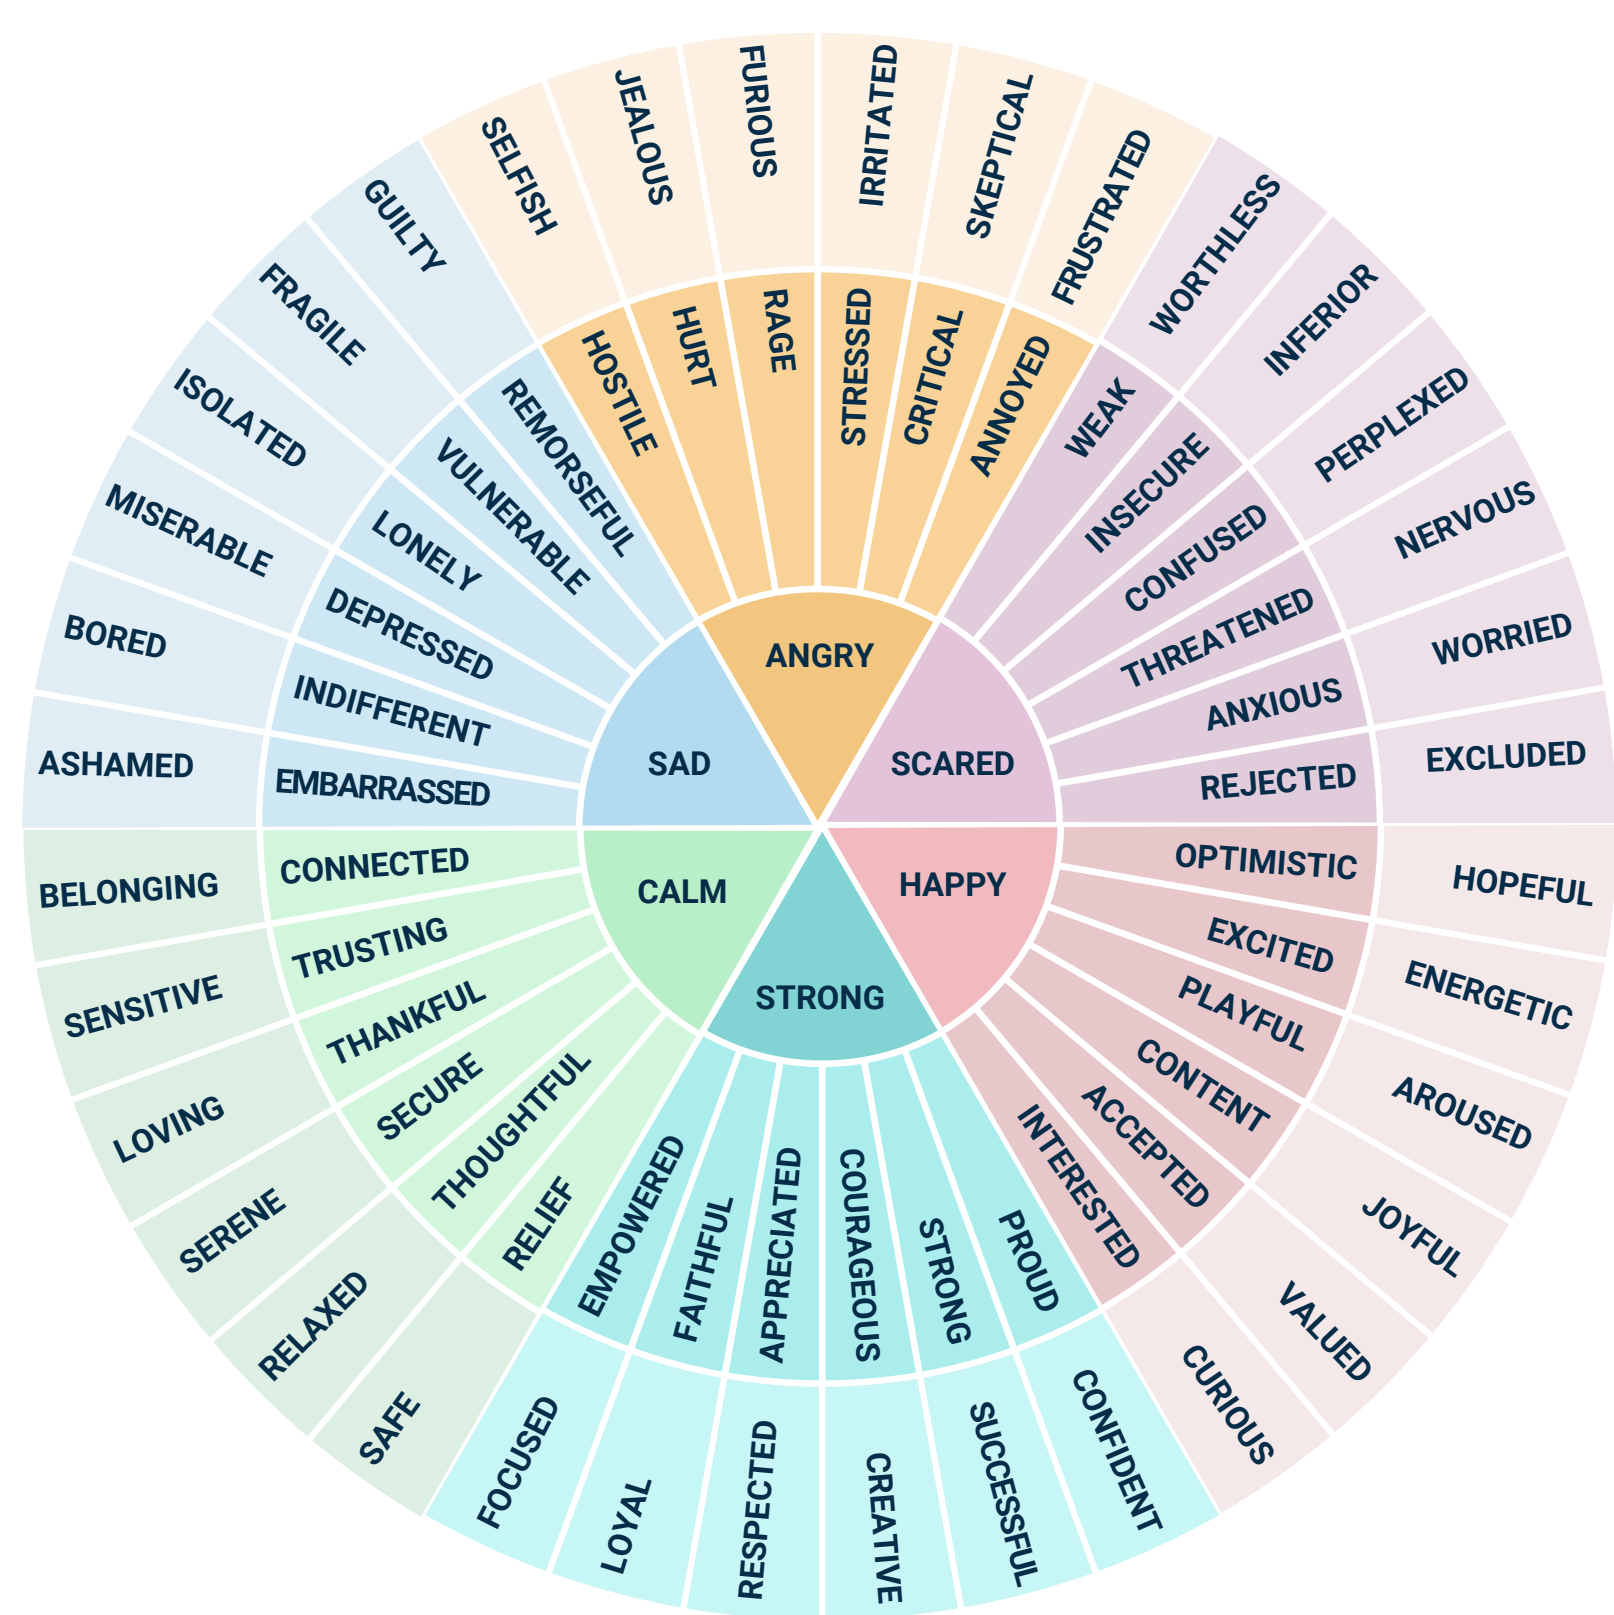 ANGRY
SCARED
HAPPY
STRONG
CALM
SAD
HOSTILE
HURT
RAGE
STRESSED
CRITICAL
ANNOYED
WEAK
INSECURE
CONFUSED
THREATENED
ANXIOUS
REJECTED
OPTIMISTIC
EXCITED
PLAYFUL
CONTENT
ACCEPTED
INTERESTED
PROUD
STRONG
COURAGEOUS
APPRECIATED
FAITHFUL
EMPOWERED
RELIEF
THOUGHTFUL
SECURE
THANKFUL
TRUSTING
CONNECTED
EMBARRASSED
INDIFFERENT
DEPRESSED
LONELY
VULNERABLE
REMORSEFUL
SELFISH
JEALOUS
FURIOUS
IRRITATED
SKEPTICAL
FRUSTRATED
WORTHLESS
INFERIOR
PERPLEXED
NERVOUS
WORRIED
EXCLUDED
HOPEFUL
ENERGETIC
AROUSED
JOYFUL
VALUED
CURIOUS
CONFIDENT
SUCCESSFUL
CREATIVE
RESPECTED
LOYAL
FOCUSED
SAFE
RELAXED
SERENE
LOVING
SENSITIVE
BELONGING
ASHAMED
BORED
MISERABLE
ISOLATED
FRAGILE
GUILTY